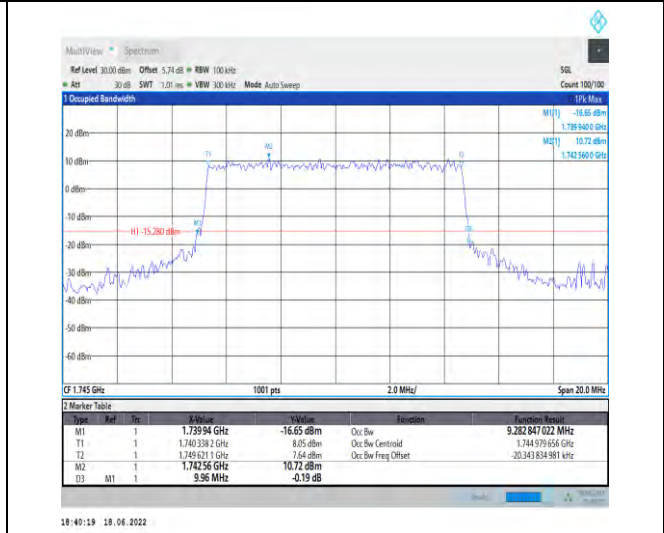 MultiView Spectrum
Ref Level 30.00 dBm Offset 5.74 dB RBW 100 kHz SGL
Att 30 dB SWT 1.01 ms VBW 300 kHz Mode Auto Sweep Count 100/100
1 Occupied Bandwidth 1Pk Max
M1[1] -16.65 dBm
1.739 940 0 GHz
20 dBm
M2[1] 10.72 dBm
1.742 560 0 GHz
M2
T1
10 dBm
0 dBm
-10 dBm
H1 -15.280 dBm
-20 dBm
-30 dBm
-40 dBm
-50 dBm
-60 dBm
CF 1.745 GHz 1001 pts 2.0 MHz/ Span 20.0 MHz
2 Marker Table
Type Ref Trc X-Value Y-Value Function Function Result
M1 1 1.739 94 GHz -16.65 dBm Occ Bw 9.282 847 022 MHz
T1 1 1.740 338 2 GHz 8.05 dBm Occ Bw Centroid 1.744 979 656 GHz
T2 1 1.749 621 1 GHz 7.64 dBm Occ Bw Freq Offset -20.343 834 981 kHz
M2 1 1.742 56 GHz 10.72 dBm
D3 M1 1 9.96 MHz -0.19 dB
18:40:19 18.06.2022